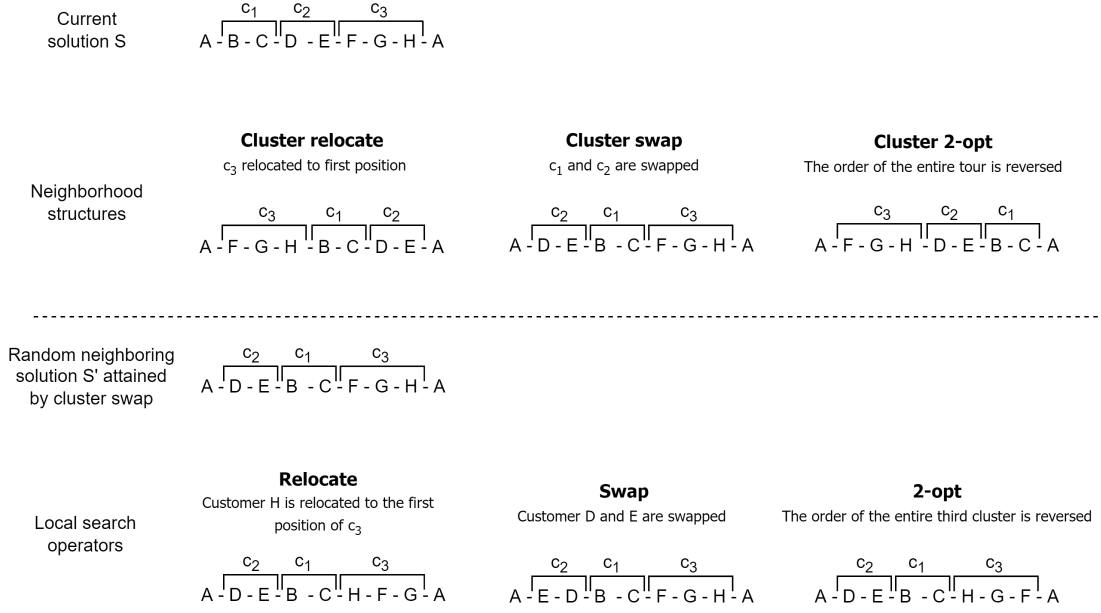 Current
solution S
c1 c2 c3
A - B - C - D - E - F - G - H - A
Neighborhood
structures
Cluster relocate
c3 relocated to first position
c3 c1 c2
A - F - G - H - B - C - D - E - A
Cluster swap
c1 and c2 are swapped
c2 c1 c3
A - D - E - B - C - F - G - H - A
Cluster 2-opt
The order of the entire tour is reversed
c3 c2 c1
A - F - G - H - D - E - B - C - A
Random neighboring
solution S' attained
by cluster swap
c2 c1 c3
A - D - E - B - C - F - G - H - A
Local search
operators
Relocate
Customer H is relocated to the first
position of c3
c2 c1 c3
A - D - E - B - C - H - F - G - A
Swap
Customer D and E are swapped
c2 c1 c3
A - E - D - B - C - F - G - H - A
2-opt
The order of the entire third cluster is reversed
c2 c1 c3
A - D - E - B - C - H - G - F - A